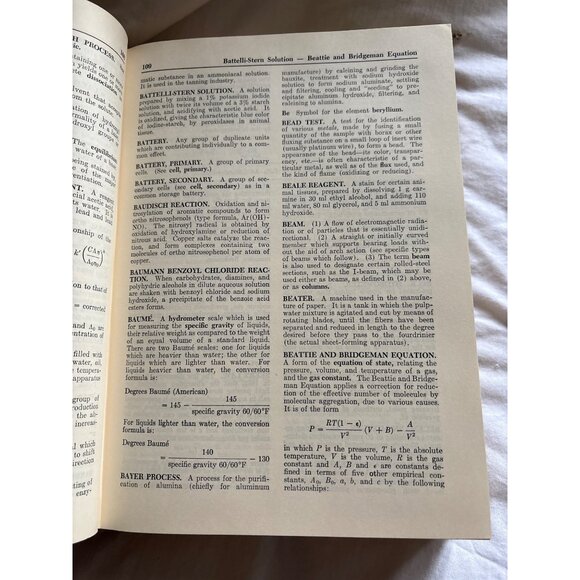 H PROCESS.
100 Battelli-Stern Solution — Beattie and Bridgeman Equation
matic substance in an ammoniacal solution.
It is used in the tanning industry.
BATTELLI-STERN SOLUTION. A solution
prepared by mixing a 1% potassium iodide
solution with twice its volume of a 3% starch
solution, and acidifying with acetic acid. It
is oxidized, giving the characteristic blue color
of iodine-starch, by peroxidases in animal
tissue.
BATTERY. Any group of duplicate units
which are contributing individually to a com-
mon effect.
BATTERY, PRIMARY. A group of primary
cells. (See cell, primary.)
BATTERY, SECONDARY. A group of sec-
ondary cells (see cell, secondary) as in a
common storage battery.
BAUDISCH REACTION. Oxidation and ni-
trosylation of aromatic compounds to form
ortho nitrosophenols (type formula, Ar(OH)-
NO). The nitrosyl radical is obtained by
oxidation of hydroxylamine or reduction of
nitrous acid. Copper salts catalyze the reac-
tion, and form complexes containing two
molecules of ortho nitrosophenol per atom of
copper.
BAUMANN BENZOYL CHLORIDE REAC-
TION. When carbohydrates, diamines, and
polyhydric alcohols in dilute aqueous solution
are shaken with benzoyl chloride and sodium
hydroxide, a precipitate of the benzoic acid
esters forms.
BAUMÉ. A hydrometer scale which is used
for measuring the specific gravity of liquids,
their relative weight as compared to the weight
of an equal volume of a standard liquid.
There are two Baumé scales: one for liquids
which are heavier than water; the other for
liquids which are lighter than water. For
liquids heavier than water, the conversion
formula is:
Degrees Baumé (American)
= 145 − 145 / specific gravity 60/60°F
For liquids lighter than water, the conversion
formula is:
Degrees Baumé
= 140 / specific gravity 60/60°F − 130
BAYER PROCESS. A process for the purifi-
cation of alumina (chiefly for aluminum
manufacture) by calcining and grinding the
bauxite, treatment with sodium hydroxide
solution to form sodium aluminate, settling
and filtering, cooling and "seeding" to pre-
cipitate aluminum hydroxide, filtering, and
calcining to alumina.
Be Symbol for the element beryllium.
BEAD TEST. A test for the identification
of various metals, made by fusing a small
quantity of the sample with borax or other
fluxing substance on a small loop of inert wire
(usually platinum wire), to form a bead. The
appearance of the bead—its color, transpar-
ency, etc.—is often characteristic of a par-
ticular metal, as well as of the flux used, and
the kind of flame (oxidizing or reducing).
BEALE REAGENT. A stain for certain ani-
mal tissues, prepared by dissolving 1 g car-
mine in 30 ml ethyl alcohol, and adding 110
ml water, 80 ml glycerol, and 5 ml ammonium
hydroxide.
BEAM. (1) A flow of electromagnetic radia-
tion or of particles that is essentially unidi-
rectional. (2) A straight or initially curved
member which supports bearing loads with-
out the aid of arch action (see specific types
which follow). (3) The term beam
is also used to designate certain rolled-steel
sections, such as the I-beam, which may be
used either as beams, as defined in (2) above,
or as columns.
BEATER. A machine used in the manufac-
ture of paper. It is a tank in which the pulp-
water mixture is agitated and cut by means of
rotating blades, until the fibers have been
separated and reduced in length to the degree
desired before they pass to the fourdrinier
(the actual sheet-forming apparatus).
BEATTIE AND BRIDGEMAN EQUATION.
A form of the equation of state, relating the
pressure, volume, and temperature of a gas,
and the gas constant. The Beattie and Bridge-
man Equation applies a correction for reduc-
tion of the effective number of molecules by
molecular aggregation, due to various causes.
It is of the form
P = RT(1 − ϵ) / V² (V + B) − A / V²
in which P is the pressure, T is the absolute
temperature, V is the volume, R is the gas
constant and A, B and ϵ are constants de-
fined in terms of five other empirical con-
stants, A₀, B₀, a, b, and c by the following
relationships: